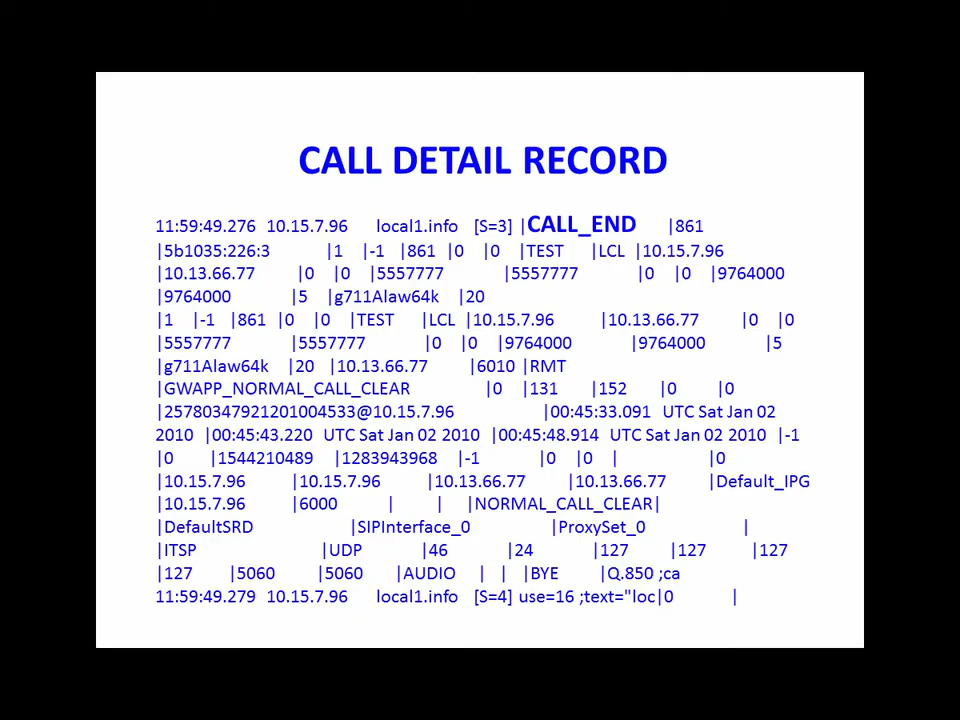 CALL DETAIL RECORD
11:59:49.276 10.15.7.96 local1.info [S=3] |CALL_END |861
|5b1035:226:3 |1 |-1 |861 |0 |0 |TEST |LCL |10.15.7.96
|10.13.66.77 |0 |0 |5557777 |5557777 |0 |0 |9764000
|9764000 |5 |g711Alaw64k |20
|1 |-1 |861 |0 |0 |TEST |LCL |10.15.7.96 |10.13.66.77 |0 |0
|5557777 |5557777 |0 |0 |9764000 |9764000 |5
|g711Alaw64k |20 |10.13.66.77 |6010 |RMT
|GWAPP_NORMAL_CALL_CLEAR |0 |131 |152 |0 |0
|25780347921201004533@10.15.7.96 |00:45:33.091 UTC Sat Jan 02
2010 |00:45:43.220 UTC Sat Jan 02 2010 |00:45:48.914 UTC Sat Jan 02 2010 |-1
|0 |1544210489 |1283943968 |-1 |0 |0 | |0
|10.15.7.96 |10.15.7.96 |10.13.66.77 |10.13.66.77 |Default_IPG
|10.15.7.96 |6000 | | |NORMAL_CALL_CLEAR|
|DefaultSRD |SIPInterface_0 |ProxySet_0 |
|ITSP |UDP |46 |24 |127 |127 |127
|127 |5060 |5060 |AUDIO | | |BYE |Q.850 ;ca
11:59:49.279 10.15.7.96 local1.info [S=4] use=16 ;text="loc|0 |